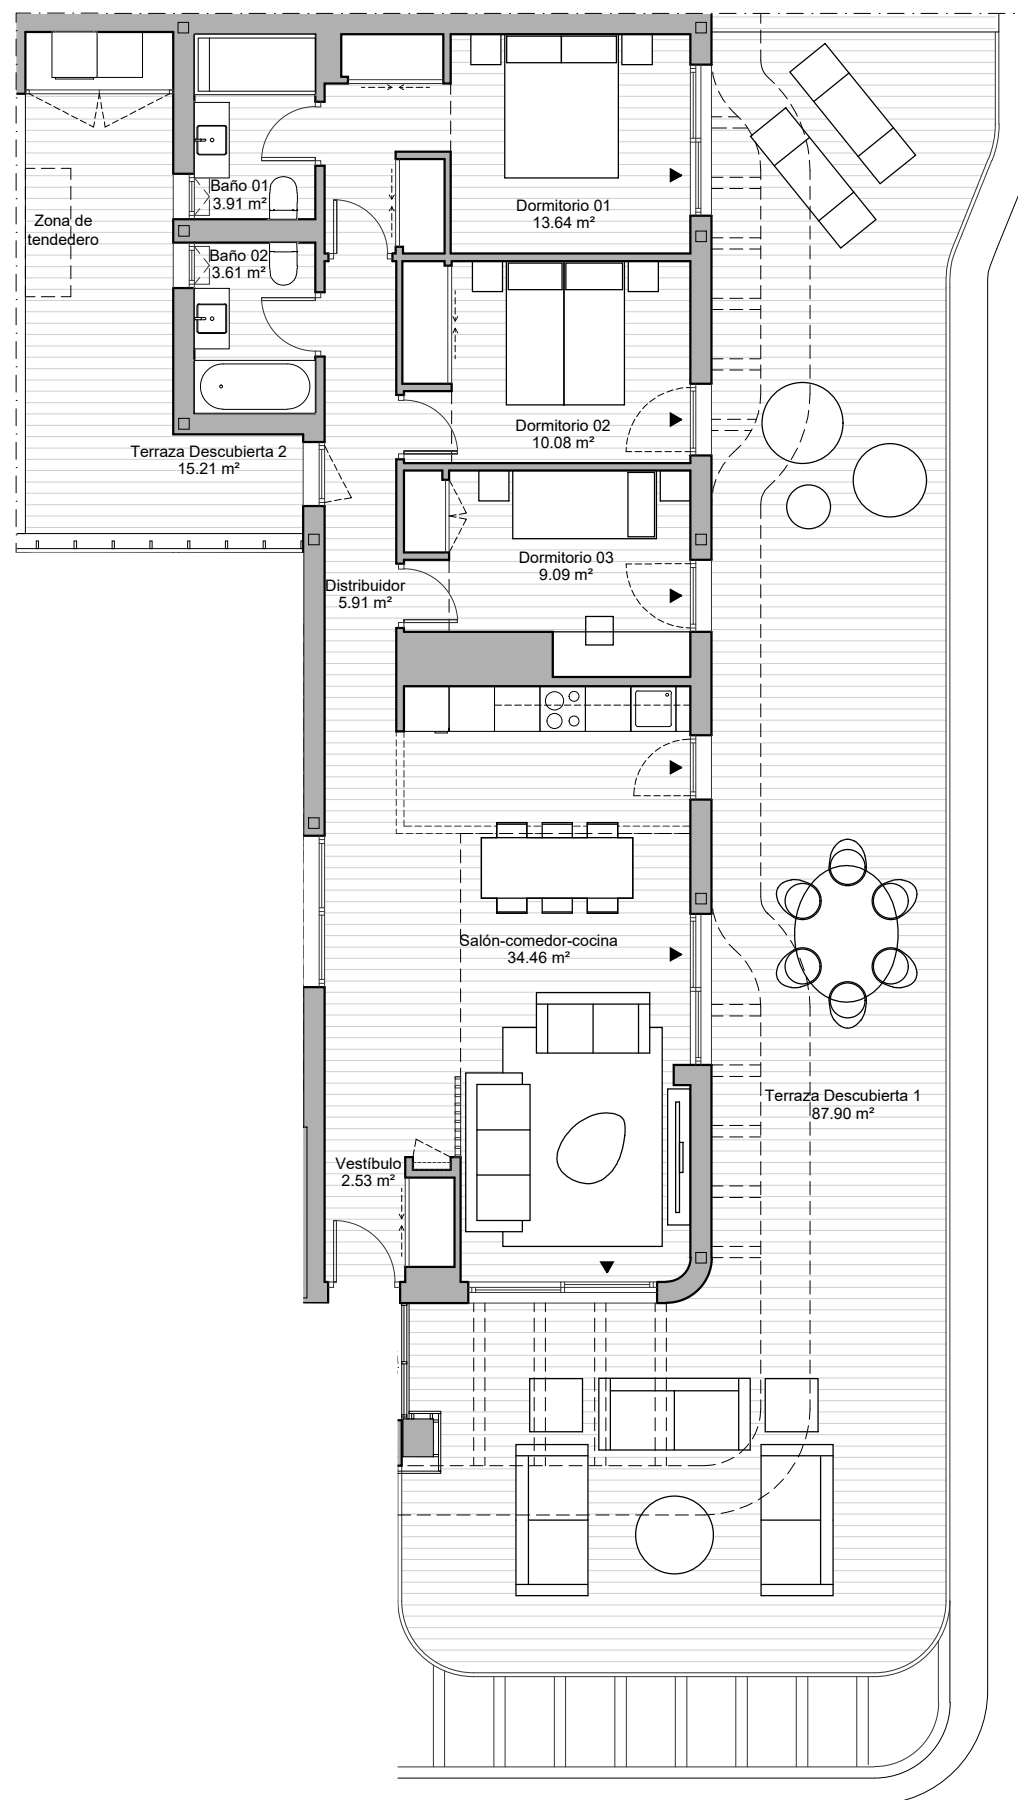 Baño 01
3.91 m²
Zona de
tendedero
Dormitorio 01
13.64 m²
Baño 02
3.61 m²
Dormitorio 02
10.08 m²
Terraza Descubierta 2
15.21 m²
Dormitorio 03
9.09 m²
Distribuidor
5.91 m²
Salón-comedor-cocina
34.46 m²
Terraza Descubierta 1
87.90 m²
Vestíbulo
2.53 m²